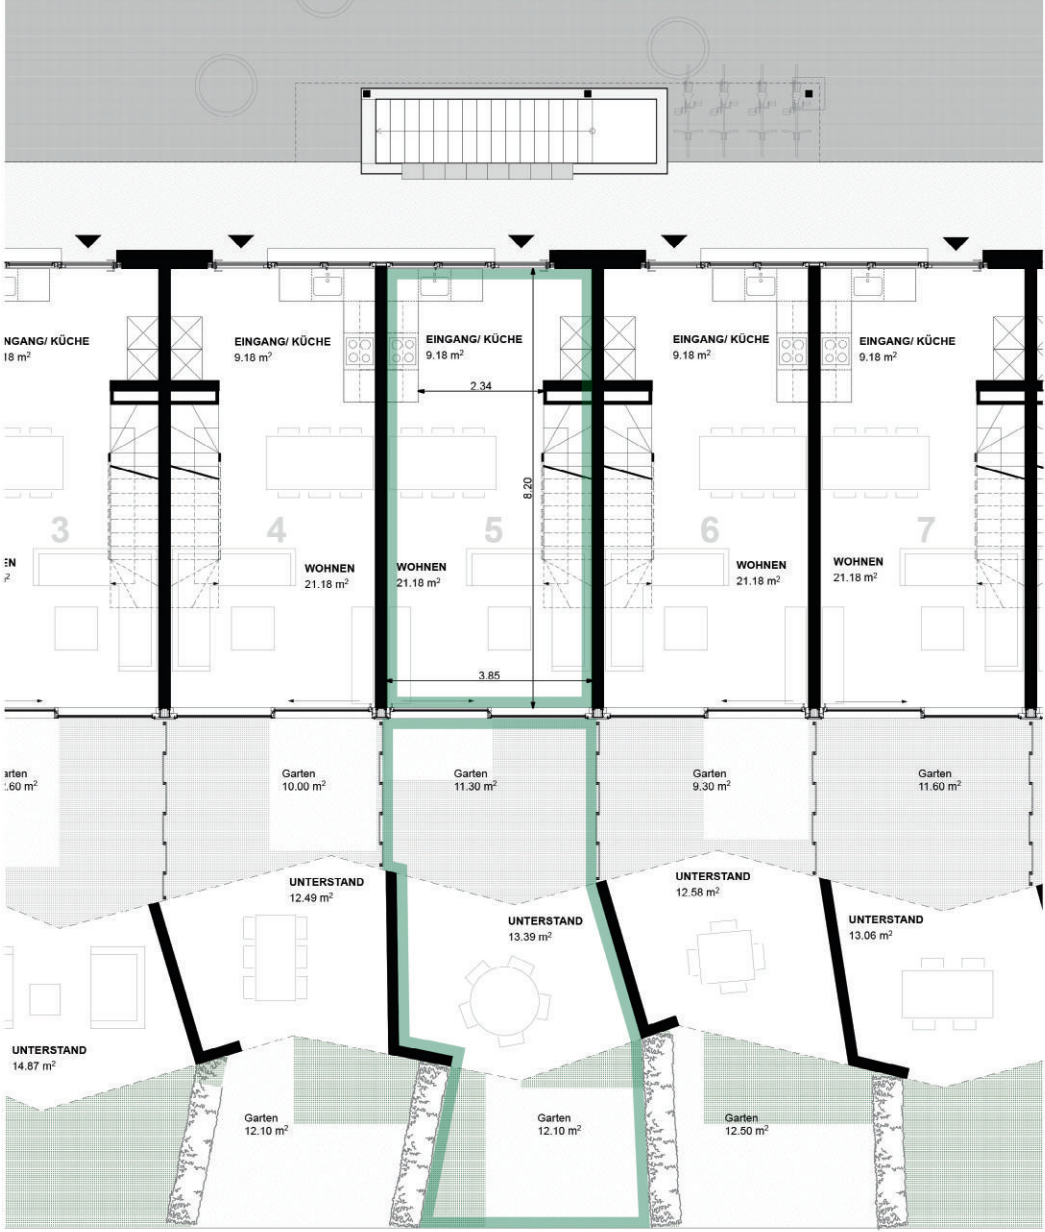 NGANG/ KÜCHE
18 m²
EINGANG/ KÜCHE
9.18 m²
EINGANG/ KÜCHE
9.18 m²
EINGANG/ KÜCHE
9.18 m²
EINGANG/ KÜCHE
9.18 m²
2.34
8.20
3
4
5
6
7
EN
WOHNEN
21.18 m²
WOHNEN
21.18 m²
WOHNEN
21.18 m²
WOHNEN
21.18 m²
3.85
arten
.60 m²
Garten
10.00 m²
Garten
11.30 m²
Garten
9.30 m²
Garten
11.60 m²
UNTERSTAND
12.49 m²
UNTERSTAND
12.58 m²
UNTERSTAND
13.39 m²
UNTERSTAND
13.06 m²
UNTERSTAND
14.87 m²
Garten
12.10 m²
Garten
12.10 m²
Garten
12.50 m²